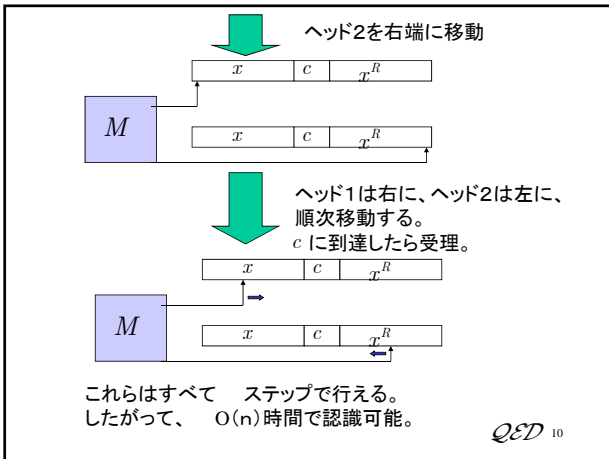 ヘッド2を右端に移動
x c x^R
M
x c x^R
ヘッド1は右に、ヘッド2は左に、
順次移動する。
c に到達したら受理。
x c x^R
M
x c x^R
これらはすべて ステップで行える。
したがって、 O(n)時間で認識可能。
QED 10